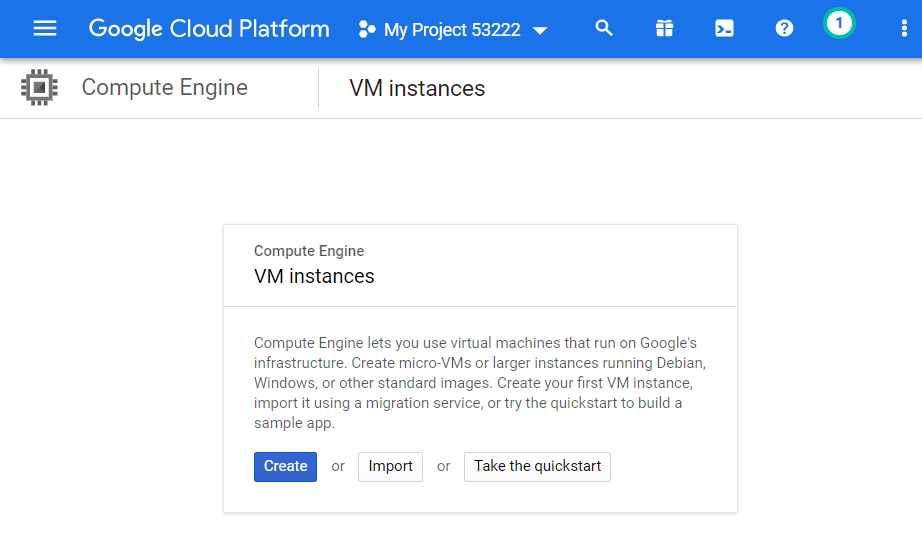 Google Cloud Platform My Project 53222 ? 1
Compute Engine VM instances
Compute Engine
VM instances
Compute Engine lets you use virtual machines that run on Google's
infrastructure. Create micro-VMs or larger instances running Debian,
Windows, or other standard images. Create your first VM instance,
import it using a migration service, or try the quickstart to build a
sample app.
Create or Import or Take the quickstart